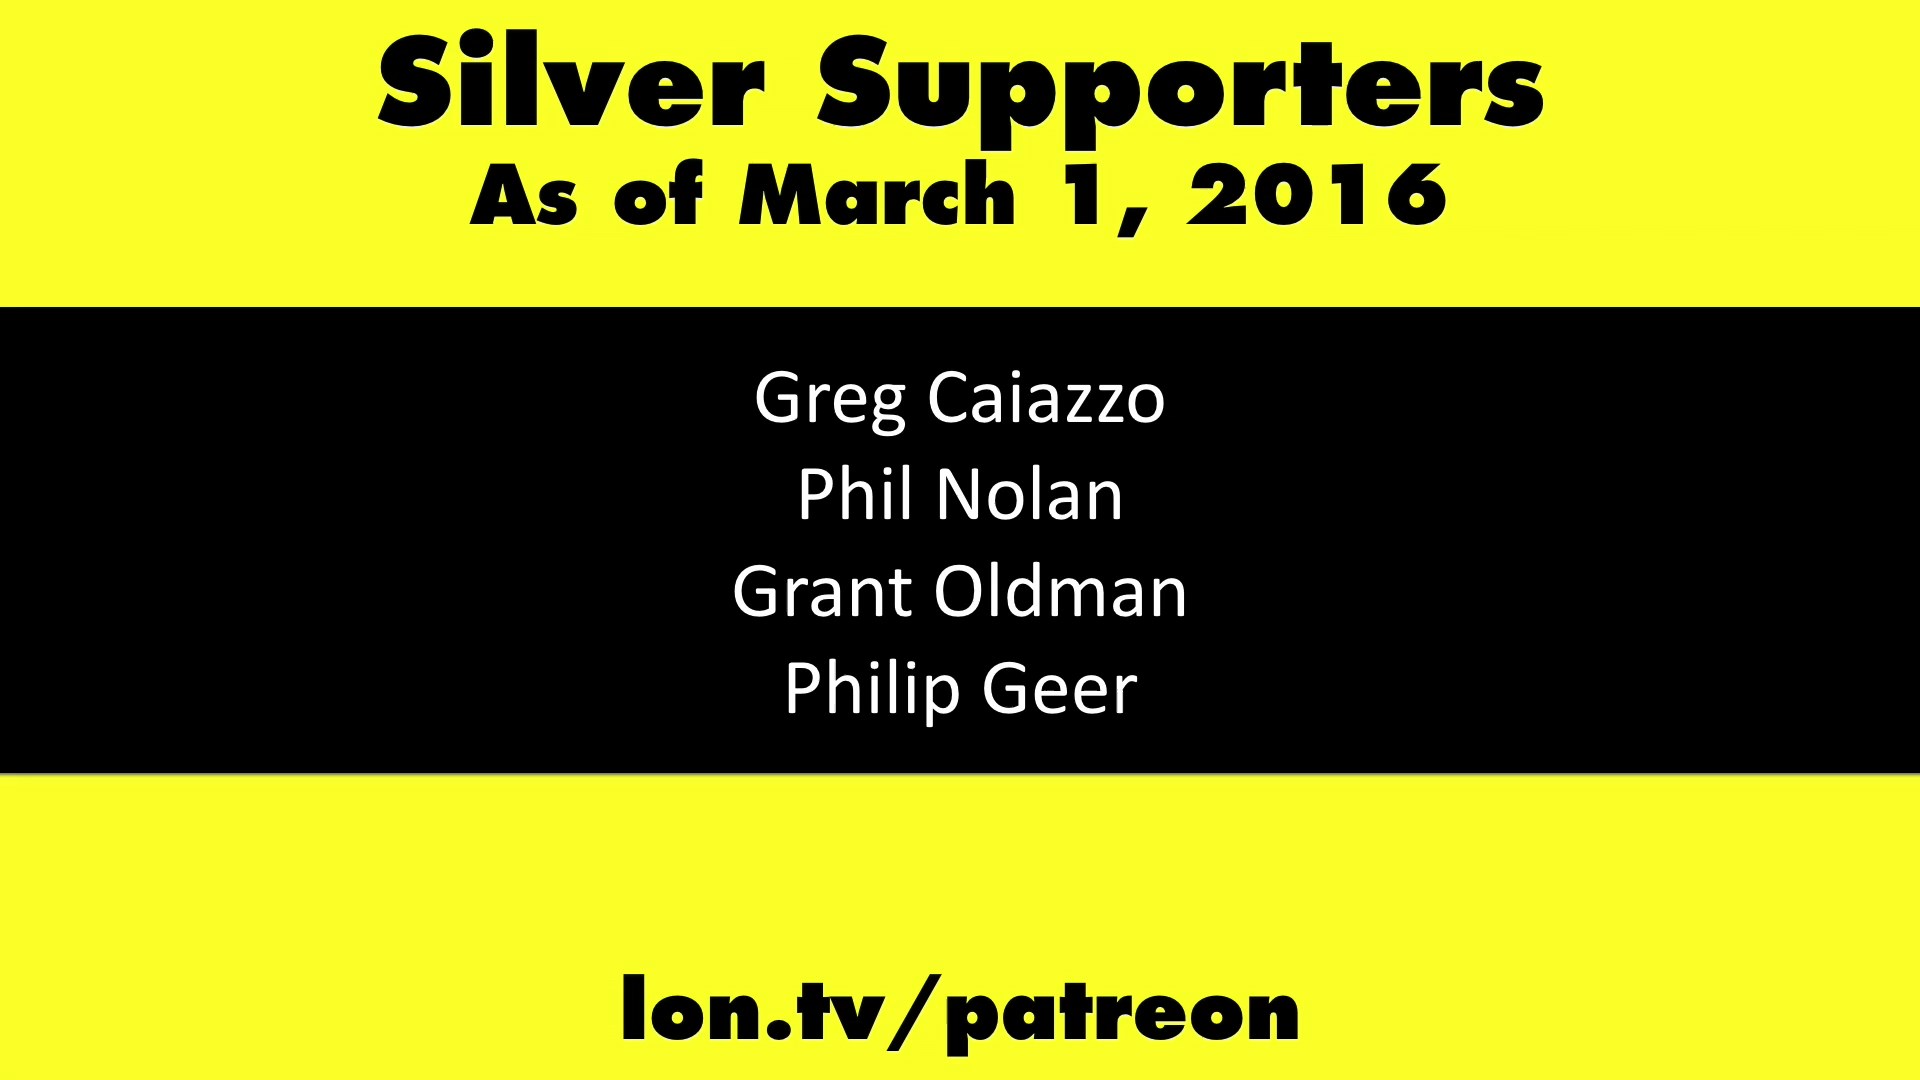 Silver Supporters
As of March 1, 2016
Greg Caiazzo
Phil Nolan
Grant Oldman
Philip Geer
lon.tv/patreon